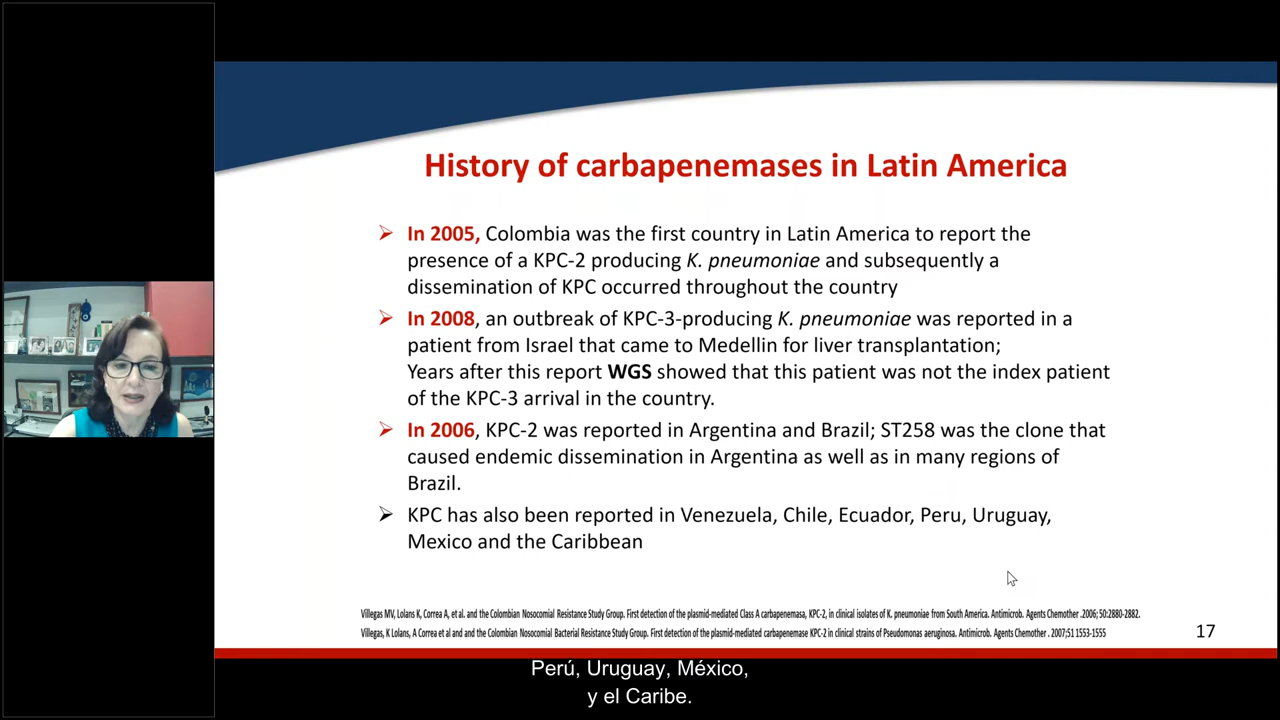 History of carbapenemases in Latin America
➢ In 2005, Colombia was the first country in Latin America to report the
presence of a KPC-2 producing K. pneumoniae and subsequently a
dissemination of KPC occurred throughout the country
➢ In 2008, an outbreak of KPC-3-producing K. pneumoniae was reported in a
patient from Israel that came to Medellin for liver transplantation;
Years after this report WGS showed that this patient was not the index patient
of the KPC-3 arrival in the country.
➢ In 2006, KPC-2 was reported in Argentina and Brazil; ST258 was the clone that
caused endemic dissemination in Argentina as well as in many regions of
Brazil.
➢ KPC has also been reported in Venezuela, Chile, Ecuador, Peru, Uruguay,
Mexico and the Caribbean
Villegas MV, Lolans K, Correa A, et al. and the Colombian Nosocomial Resistance Study Group. First detection of the plasmid-mediated Class A carbapenemasa, KPC-2, in clinical isolates of K. pneumoniae from South America. Antimicrob. Agents Chemother .2006; 50:2880-2882.
Villegas, K Lolans, A Correa et al and and the Colombian Nosocomial Bacterial Resistance Study Group. First detection of the plasmid-mediated carbapenemase KPC-2 in clinical strains of Pseudomonas aeruginosa. Antimicrob. Agents Chemother . 2007;51 1553-1555
17
Perú, Uruguay, México,
y el Caribe.